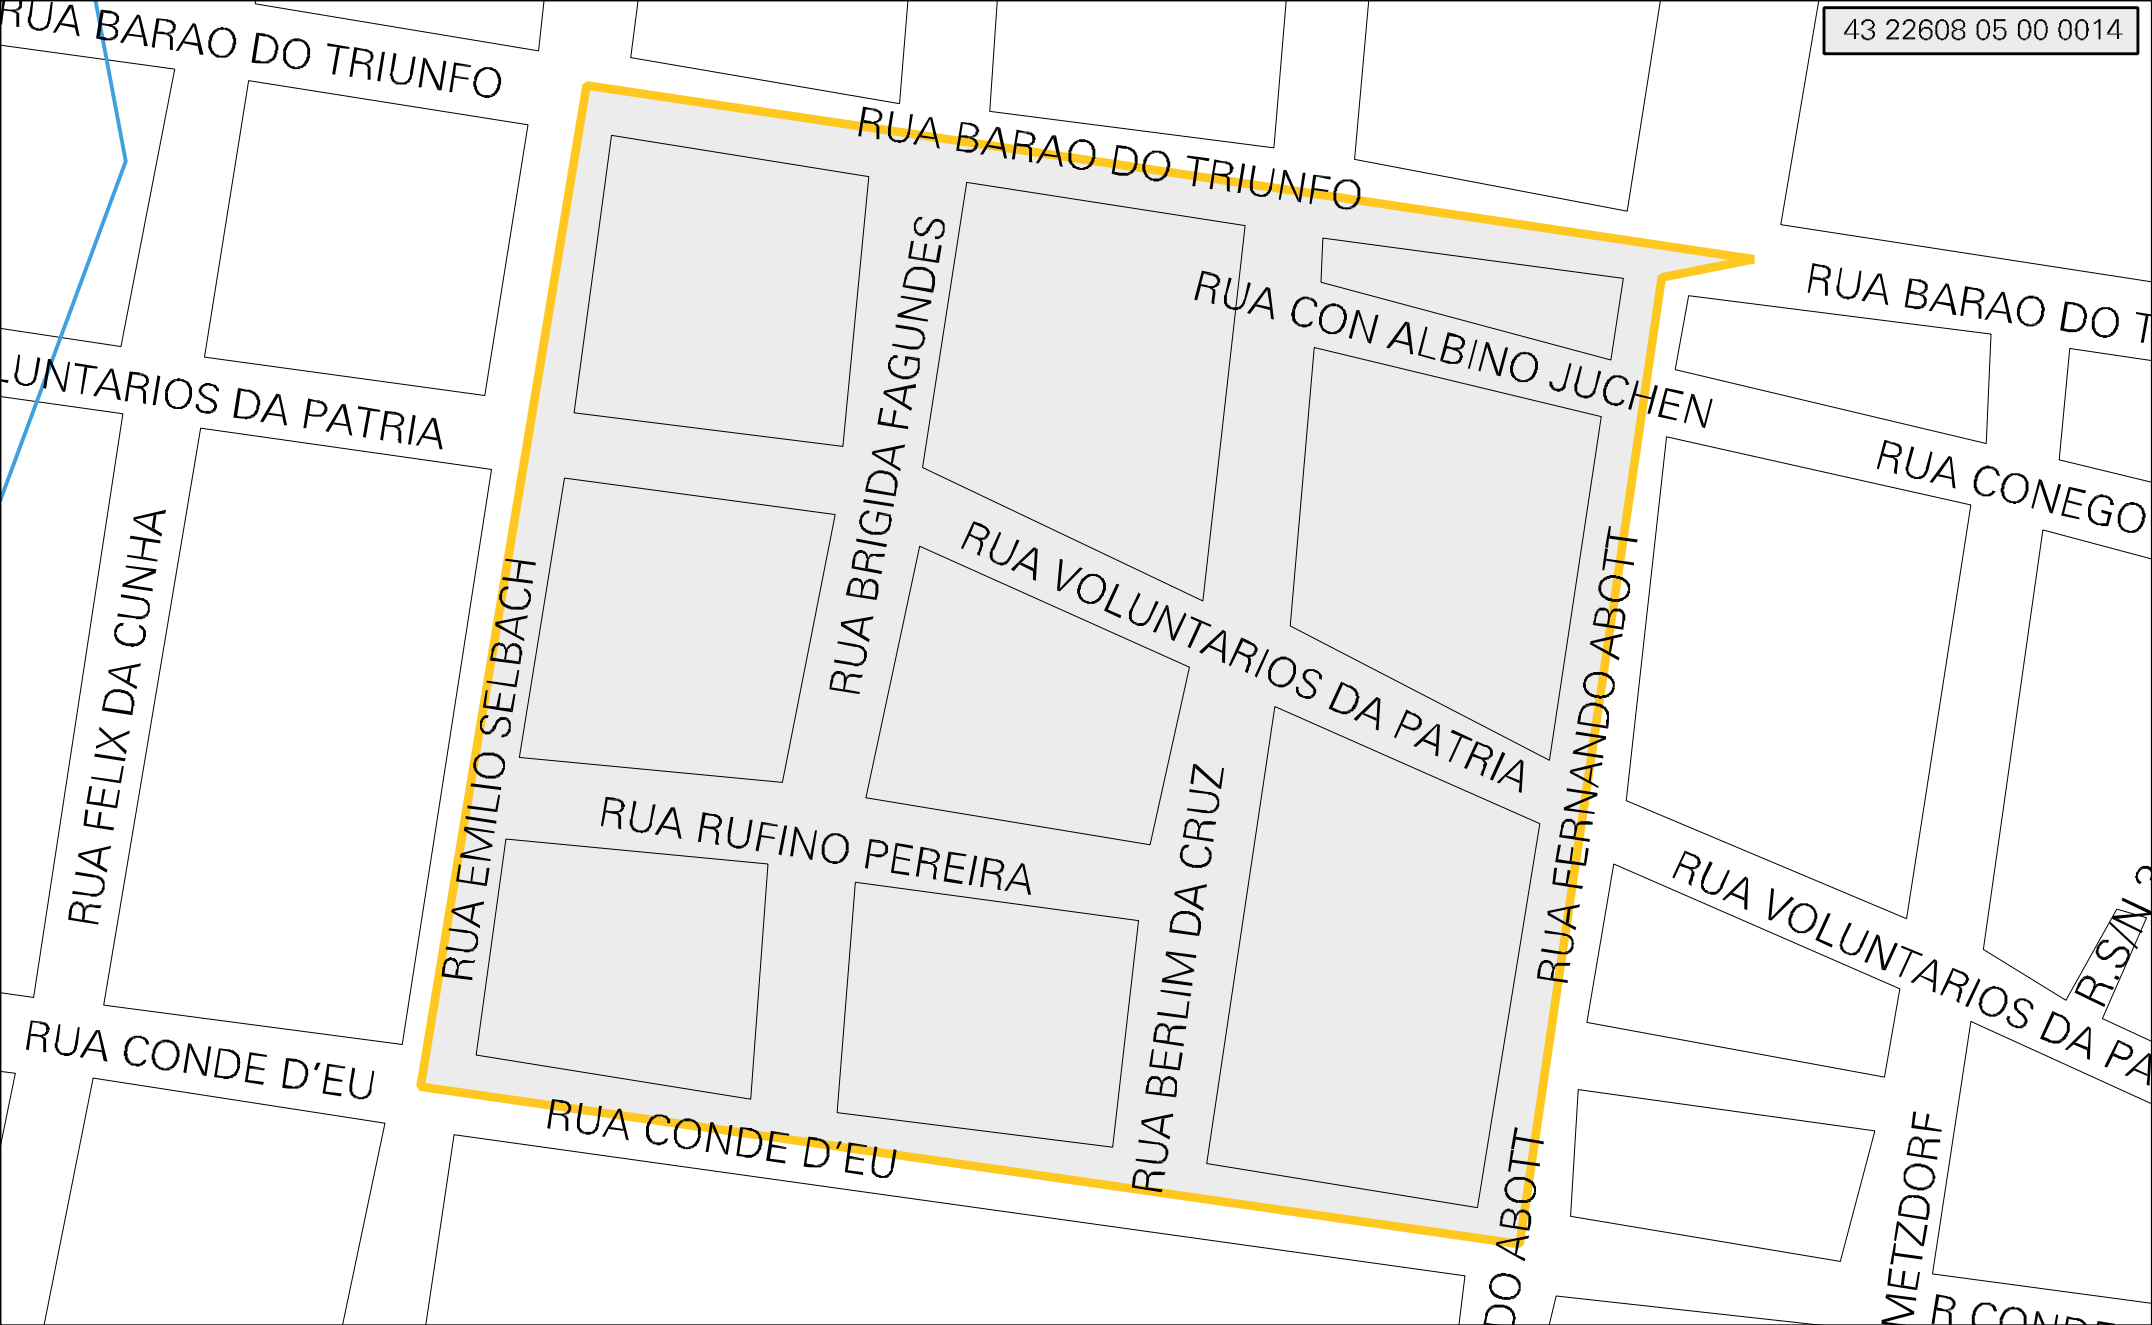 RUA BARAO DO TRIUNFO
43 22608 05 00 0014
RUA BARAO DO TRIUNFO
RUA BARAO DO T
RUA CON ALBINO JUCHEN
LUNTARIOS DA PATRIA
RUA BRIGIDA FAGUNDES
RUA CONEGO
RUA FELIX DA CUNHA
RUA EMILIO SELBACH
RUA VOLUNTARIOS DA PATRIA
RUA FERNANDO ABOTT
RUA RUFINO PEREIRA
RUA BERLIM DA CRUZ
RUA VOLUNTARIOS DA PA
R.S/N 2
RUA CONDE D'EU
RUA CONDE D'EU
DO ABOTT
METZDORF
R CONDE